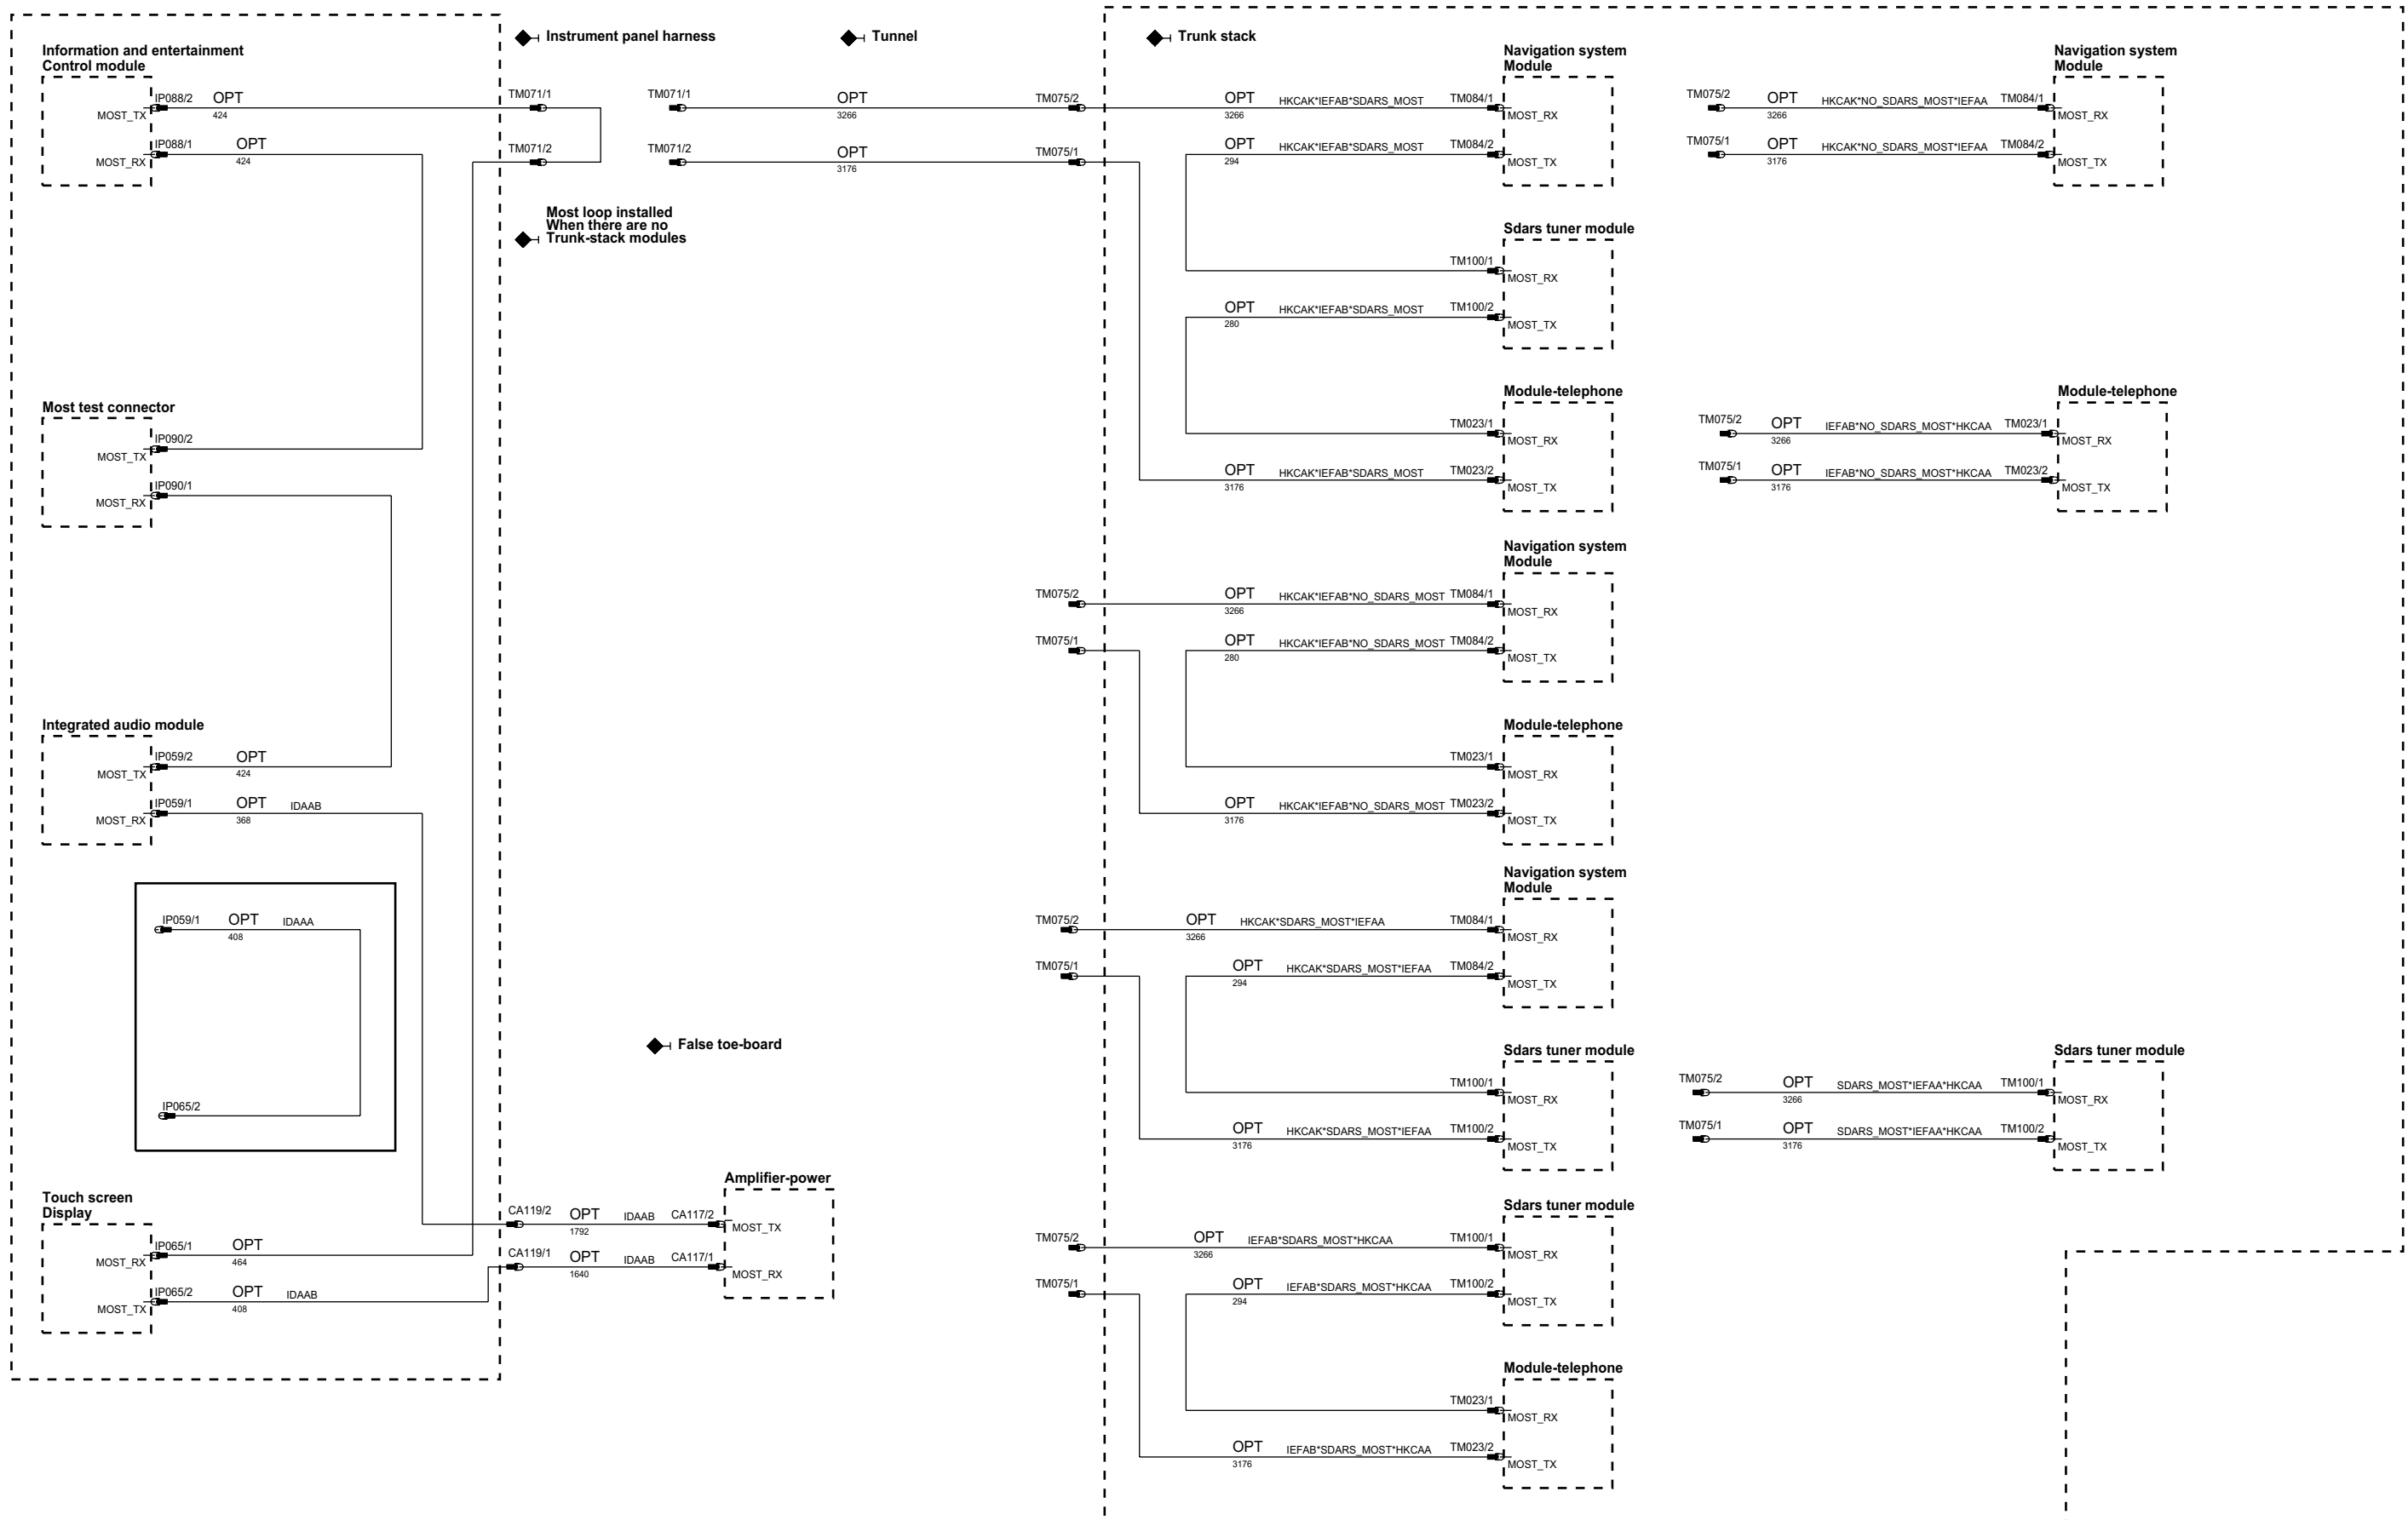 Instrument panel harness
Tunnel
Trunk stack
Information and entertainment
Control module
MOST_TX
IP088/2
OPT
424
MOST_RX
IP088/1
OPT
424
TM071/1
TM071/2
TM071/1
OPT
3266
TM075/2
TM071/2
OPT
3176
TM075/1
Most loop installed
When there are no
Trunk-stack modules
Navigation system
Module
OPT
3266
HKCAK*IEFAB*SDARS_MOST
TM084/1
MOST_RX
OPT
294
HKCAK*IEFAB*SDARS_MOST
TM084/2
MOST_TX
Navigation system
Module
TM075/2
OPT
3266
HKCAK*NO_SDARS_MOST*IEFAA
TM084/1
MOST_RX
TM075/1
OPT
3176
HKCAK*NO_SDARS_MOST*IEFAA
TM084/2
MOST_TX
Sdars tuner module
TM100/1
MOST_RX
OPT
280
HKCAK*IEFAB*SDARS_MOST
TM100/2
MOST_TX
Most test connector
MOST_TX
IP090/2
MOST_RX
IP090/1
Module-telephone
TM023/1
MOST_RX
OPT
3176
HKCAK*IEFAB*SDARS_MOST
TM023/2
MOST_TX
Module-telephone
TM075/2
OPT
3266
IEFAB*NO_SDARS_MOST*HKCAA
TM023/1
MOST_RX
TM075/1
OPT
3176
IEFAB*NO_SDARS_MOST*HKCAA
TM023/2
MOST_TX
Navigation system
Module
TM075/2
OPT
3266
HKCAK*IEFAB*NO_SDARS_MOST
TM084/1
MOST_RX
TM075/1
OPT
280
HKCAK*IEFAB*NO_SDARS_MOST
TM084/2
MOST_TX
Integrated audio module
MOST_TX
IP059/2
OPT
424
MOST_RX
IP059/1
OPT
368
IDAAB
Module-telephone
TM023/1
MOST_RX
OPT
3176
HKCAK*IEFAB*NO_SDARS_MOST
TM023/2
MOST_TX
IP059/1
OPT
408
IDAAA
IP065/2
Navigation system
Module
TM075/2
OPT
3266
HKCAK*SDARS_MOST*IEFAA
TM084/1
MOST_RX
TM075/1
OPT
294
HKCAK*SDARS_MOST*IEFAA
TM084/2
MOST_TX
False toe-board
Sdars tuner module
TM100/1
MOST_RX
OPT
3176
HKCAK*SDARS_MOST*IEFAA
TM100/2
MOST_TX
Sdars tuner module
TM075/2
OPT
3266
SDARS_MOST*IEFAA*HKCAA
TM100/1
MOST_RX
TM075/1
OPT
3176
SDARS_MOST*IEFAA*HKCAA
TM100/2
MOST_TX
Touch screen
Display
MOST_RX
IP065/1
OPT
464
MOST_TX
IP065/2
OPT
408
IDAAB
Amplifier-power
CA119/2
OPT
1792
IDAAB
CA117/2
MOST_TX
CA119/1
OPT
1640
IDAAB
CA117/1
MOST_RX
Sdars tuner module
TM075/2
OPT
3266
IEFAB*SDARS_MOST*HKCAA
TM100/1
MOST_RX
TM075/1
OPT
294
IEFAB*SDARS_MOST*HKCAA
TM100/2
MOST_TX
Module-telephone
TM023/1
MOST_RX
OPT
3176
IEFAB*SDARS_MOST*HKCAA
TM023/2
MOST_TX